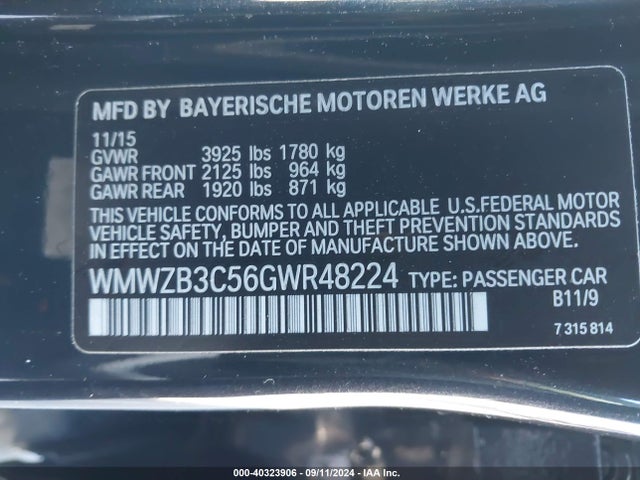 MFD BY BAYERISCHE MOTOREN WERKE AG
11/15
GVWR 3925 lbs 1780 kg
GAWR FRONT 2125 lbs 964 kg
GAWR REAR 1920 lbs 871 kg
THIS VEHICLE CONFORMS TO ALL APPLICABLE U.S.FEDERAL MOTOR
VEHICLE SAFETY, BUMPER AND THEFT PREVENTION STANDARDS
IN EFFECT ON THE DATE OF MANUFACTURE SHOWN ABOVE.
WMWZB3C56GWR48224 TYPE: PASSENGER CAR
B11/9
7 315 814
000-40323906 - 09/11/2024 - IAA Inc.